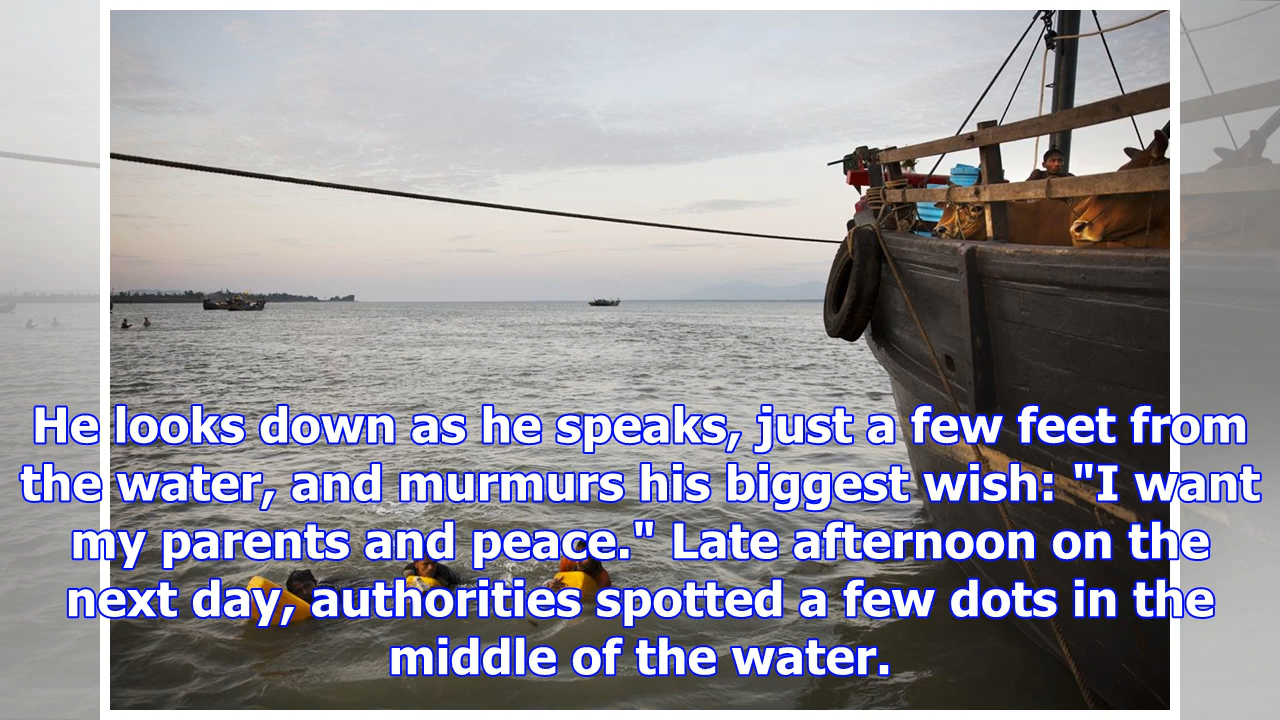 He looks down as he speaks, just a few feet from
the water, and murmurs his biggest wish: "I want
my parents and peace." Late afternoon on the
next day, authorities spotted a few dots in the
middle of the water.